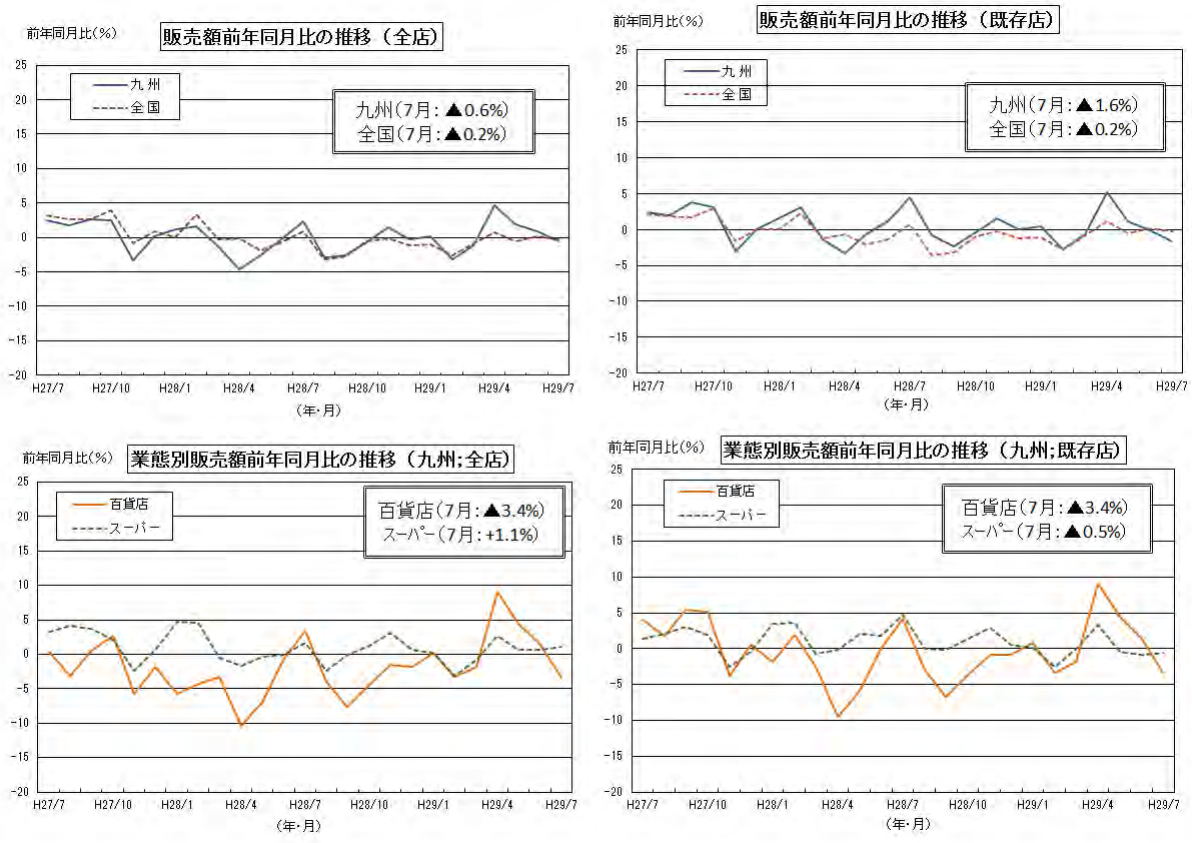 前年同月比(%)
販売額前年同月比の推移（全店）
九 州
全 国
九州(7月：▲0.6%)
全国(7月：▲0.2%)
25
20
15
10
5
0
-5
-10
-15
-20
H27/7 H27/10 H28/1 H28/4 H28/7 H28/10 H29/1 H29/4 H29/7
(年・月)
前年同月比(%)
販売額前年同月比の推移（既存店）
九 州
全 国
九州(7月：▲1.6%)
全国(7月：▲0.2%)
25
20
15
10
5
0
-5
-10
-15
-20
H27/7 H27/10 H28/1 H28/4 H28/7 H28/10 H29/1 H29/4 H29/7
(年・月)
前年同月比(%)
業態別販売額前年同月比の推移（九州;全店）
百貨店
スーパー
百貨店(7月：▲3.4%)
スーパー(7月：+1.1%)
25
20
15
10
5
0
-5
-10
-15
-20
H27/7 H27/10 H28/1 H28/4 H28/7 H28/10 H29/1 H29/4 H29/7
(年・月)
前年同月比(%)
業態別販売額前年同月比の推移（九州;既存店）
百貨店
スーパー
百貨店(7月：▲3.4%)
スーパー(7月：▲0.5%)
25
20
15
10
5
0
-5
-10
-15
-20
H27/7 H27/10 H28/1 H28/4 H28/7 H28/10 H29/1 H29/4 H29/7
(年・月)